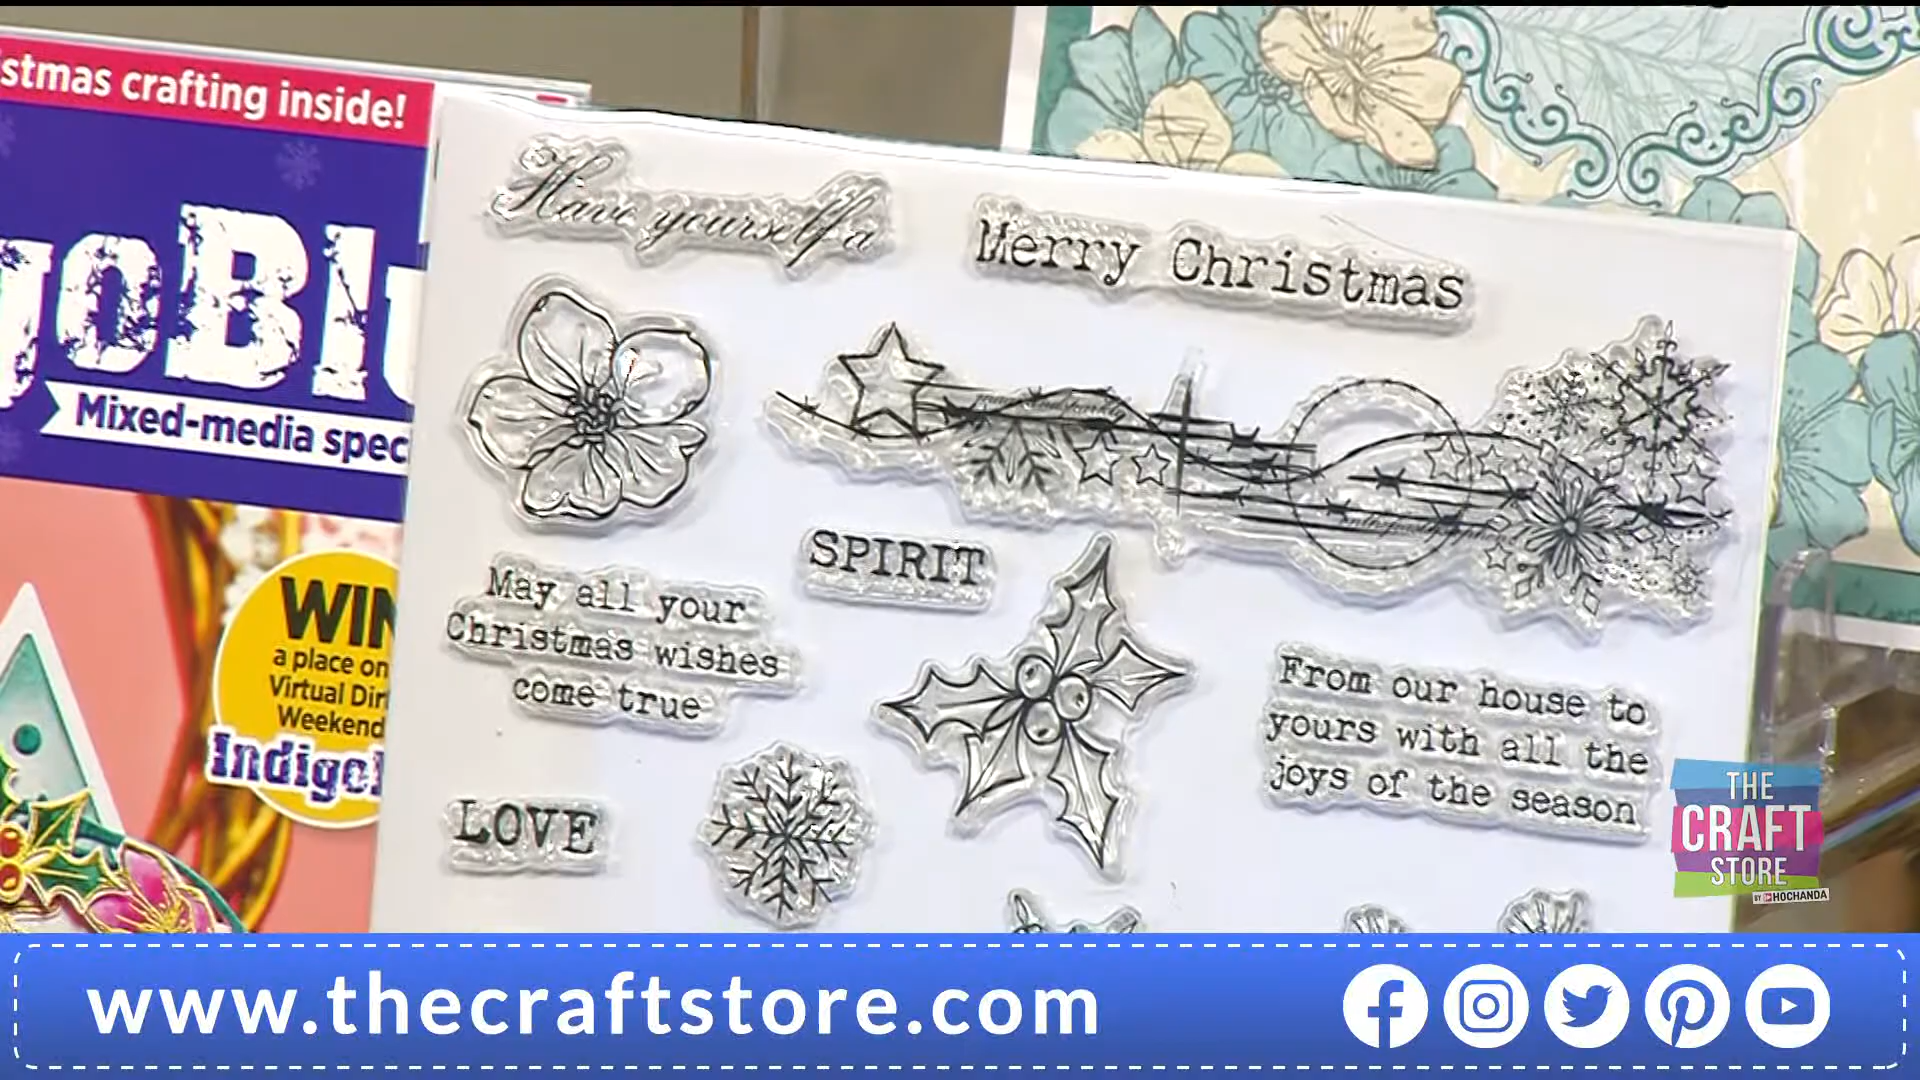 stmas crafting inside!
goBlu
Mixed-media spec
WIN
a place on
Virtual Dir
Weekend
Indigo
Have yourself a
Merry Christmas
SPIRIT
May all your
Christmas wishes
come true
From our house to
yours with all the
joys of the season
LOVE
THE
CRAFT
STORE
BY HOCHANDA
www.thecraftstore.com